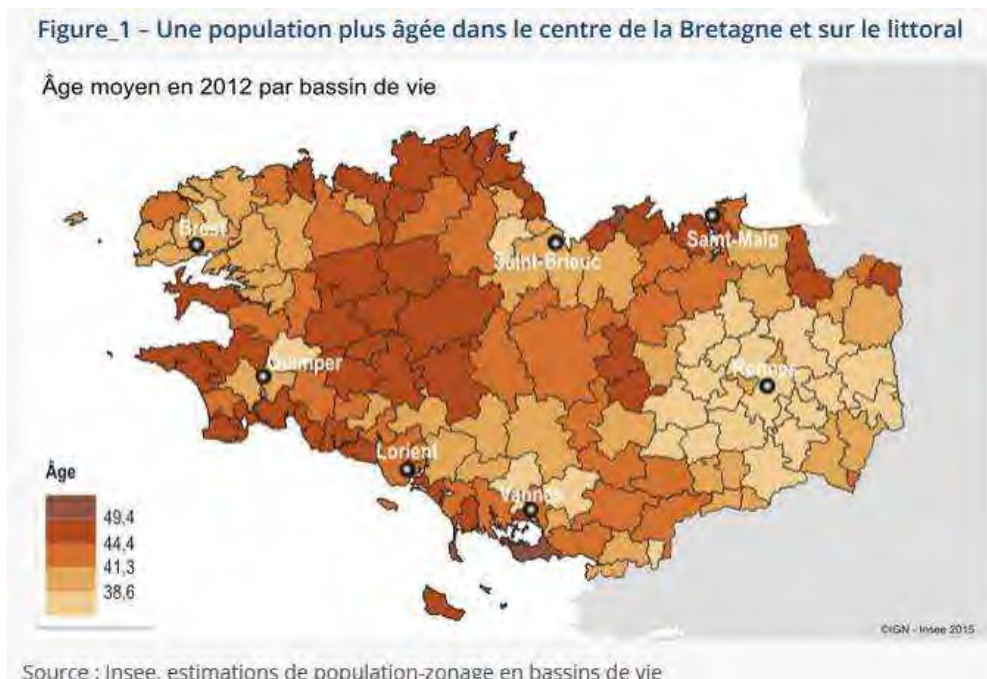 Figure_1 – Une population plus âgée dans le centre de la Bretagne et sur le littoral
Âge moyen en 2012 par bassin de vie
Brest
Saint-Brieuc
Saint-Malo
Quimper
Rennes
Lorient
Vannes
Âge
49,4
44,4
41,3
38,6
©IGN - Insee 2015
Source : Insee, estimations de population-zonage en bassins de vie